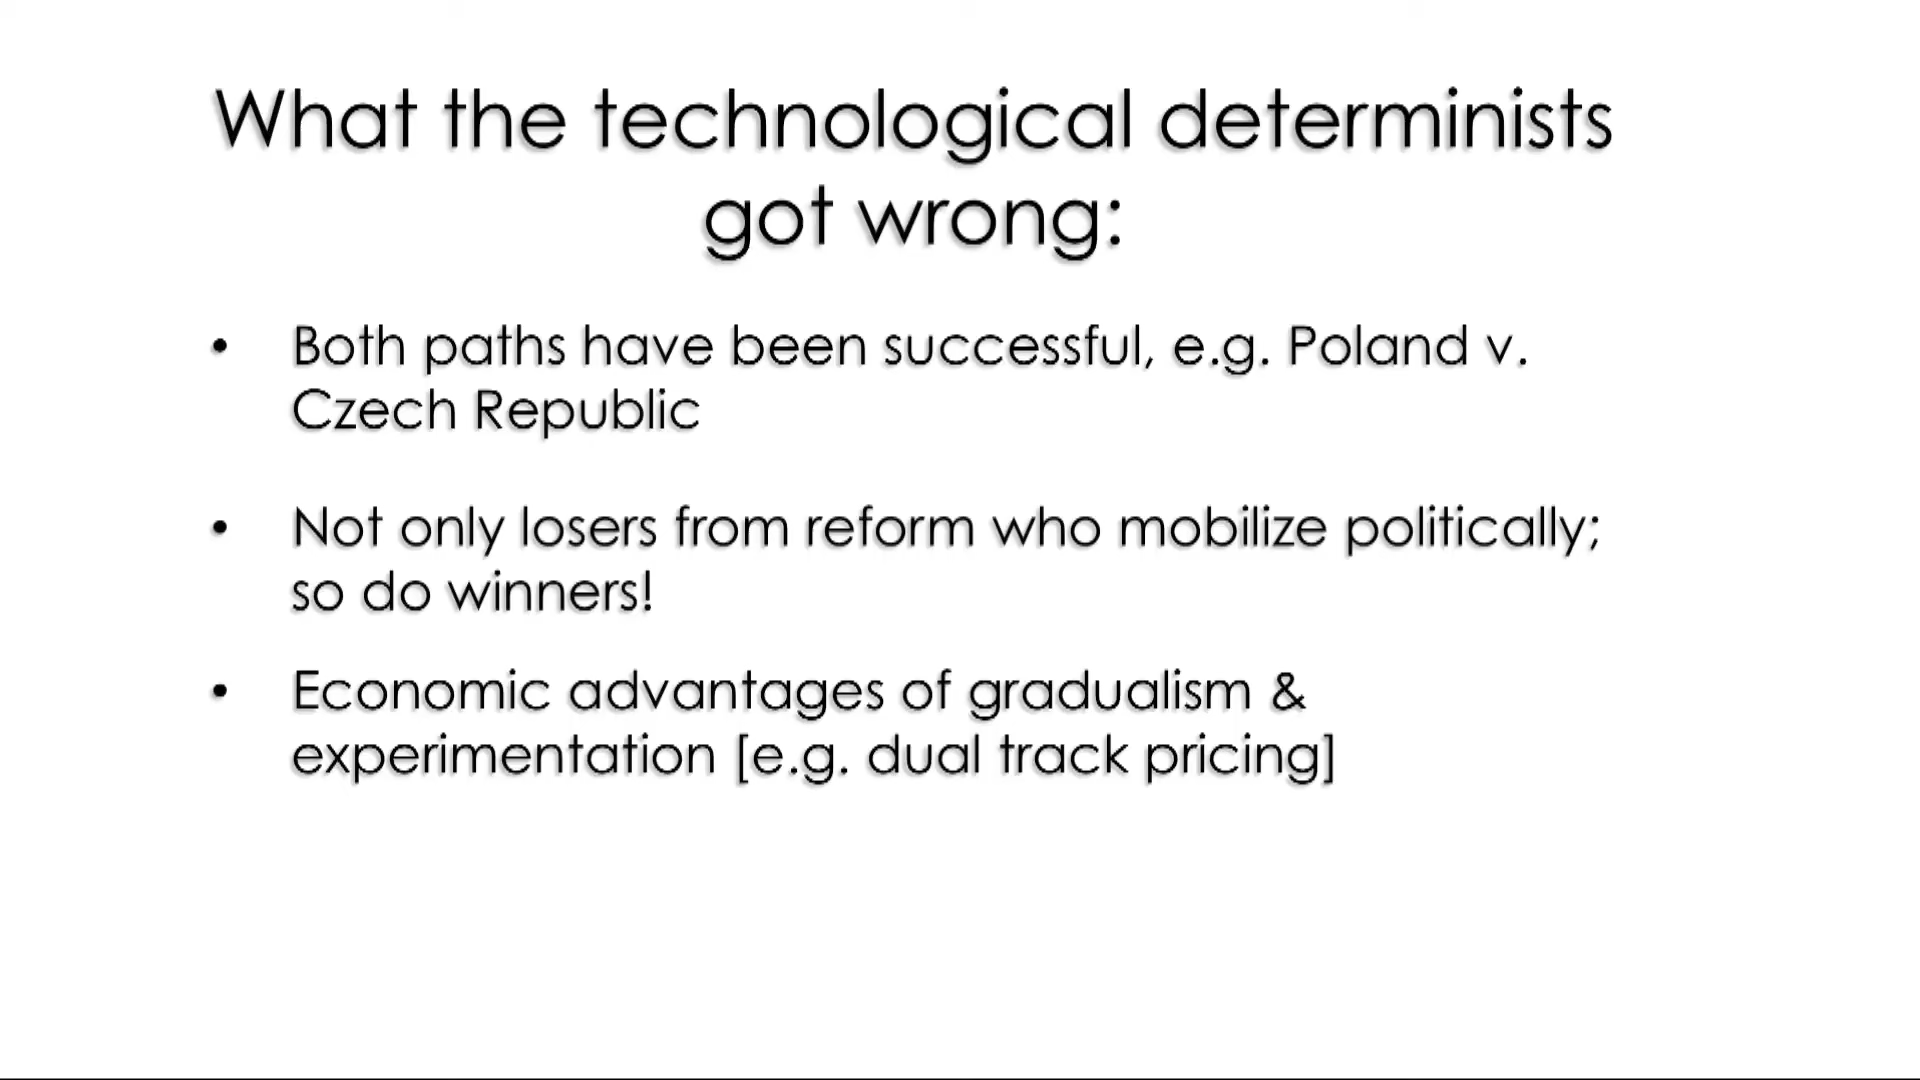 What the technological determinists
got wrong:
• Both paths have been successful, e.g. Poland v.
Czech Republic
• Not only losers from reform who mobilize politically;
so do winners!
• Economic advantages of gradualism &
experimentation [e.g. dual track pricing]